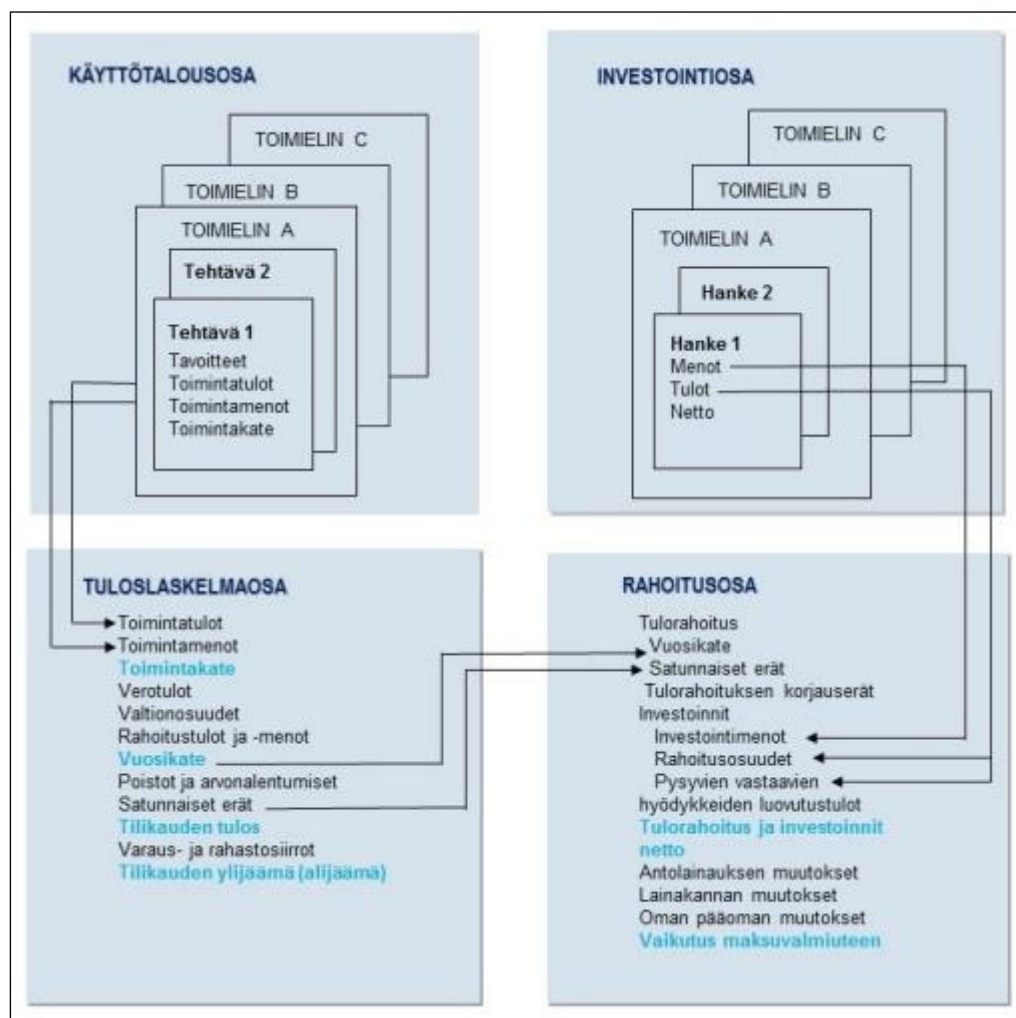 KÄYTTÖTALOUSOSA
TOIMIELIN C
TOIMIELIN B
TOIMIELIN A
Tehtävä 2
Tehtävä 1
Tavoitteet
Toimintatulot
Toimintamenot
Toimintakate
INVESTOINTIOSA
TOIMIELIN C
TOIMIELIN B
TOIMIELIN A
Hanke 2
Hanke 1
Menot
Tulot
Netto
TULOSLASKELMAOSA
Toimintatulot
Toimintamenot
Toimintakate
Verotulot
Valtionosuudet
Rahoitustulot ja -menot
Vuosikate
Poistot ja arvonalentumiset
Satunnaiset erät
Tilikauden tulos
Varaus- ja rahastosiirrot
Tilikauden ylijäämä (alijäämä)
RAHOITUSOSA
Tulorahoitus
Vuosikate
Satunnaiset erät
Tulorahoituksen korjauserät
Investoinnit
Investointimenot
Rahoitusosuudet
Pysyvien vastaavien
hyödykkeiden luovutustulot
Tulorahoitus ja investoinnit
netto
Antolainauksen muutokset
Lainakannan muutokset
Oman pääoman muutokset
Vaikutus maksuvalmiuteen